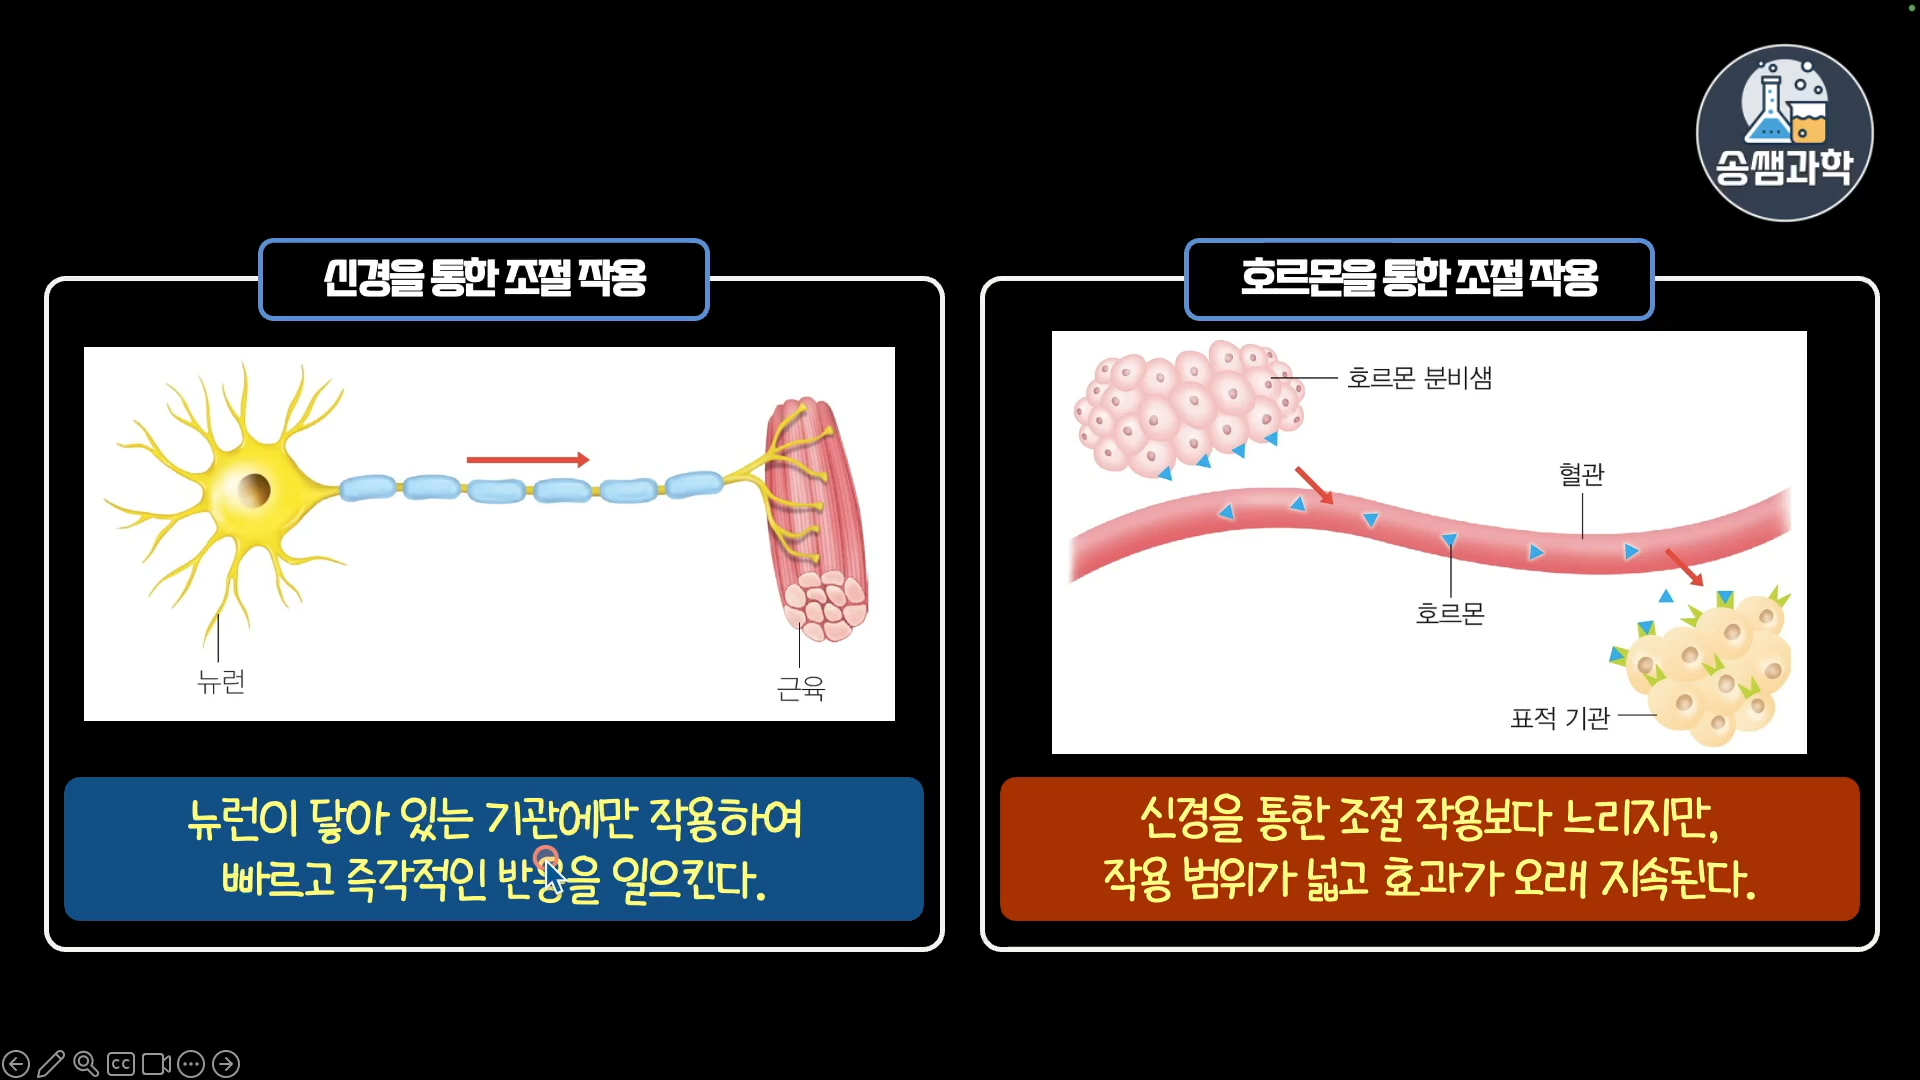 송쌤과학
신경을 통한 조절 작용
뉴런
근육
뉴런이 닿아 있는 기관에만 작용하여
빠르고 즉각적인 반응을 일으킨다.
호르몬을 통한 조절 작용
호르몬 분비샘
혈관
호르몬
표적 기관
신경을 통한 조절 작용보다 느리지만,
작용 범위가 넓고 효과가 오래 지속된다.
CC